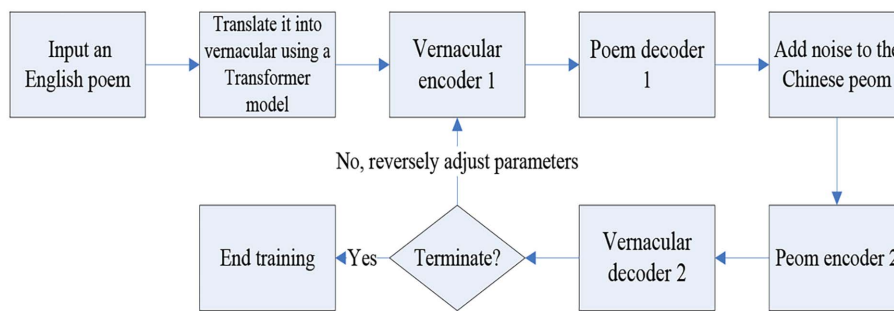 Input an
English poem
Translate it into
vernacular using a
Transformer
model
Vernacular
encoder 1
Poem decoder
1
Add noise to the
Chinese peom
No, reversely adjust parameters
End training
Yes
Terminate?
Vernacular
decoder 2
Peom encoder 2